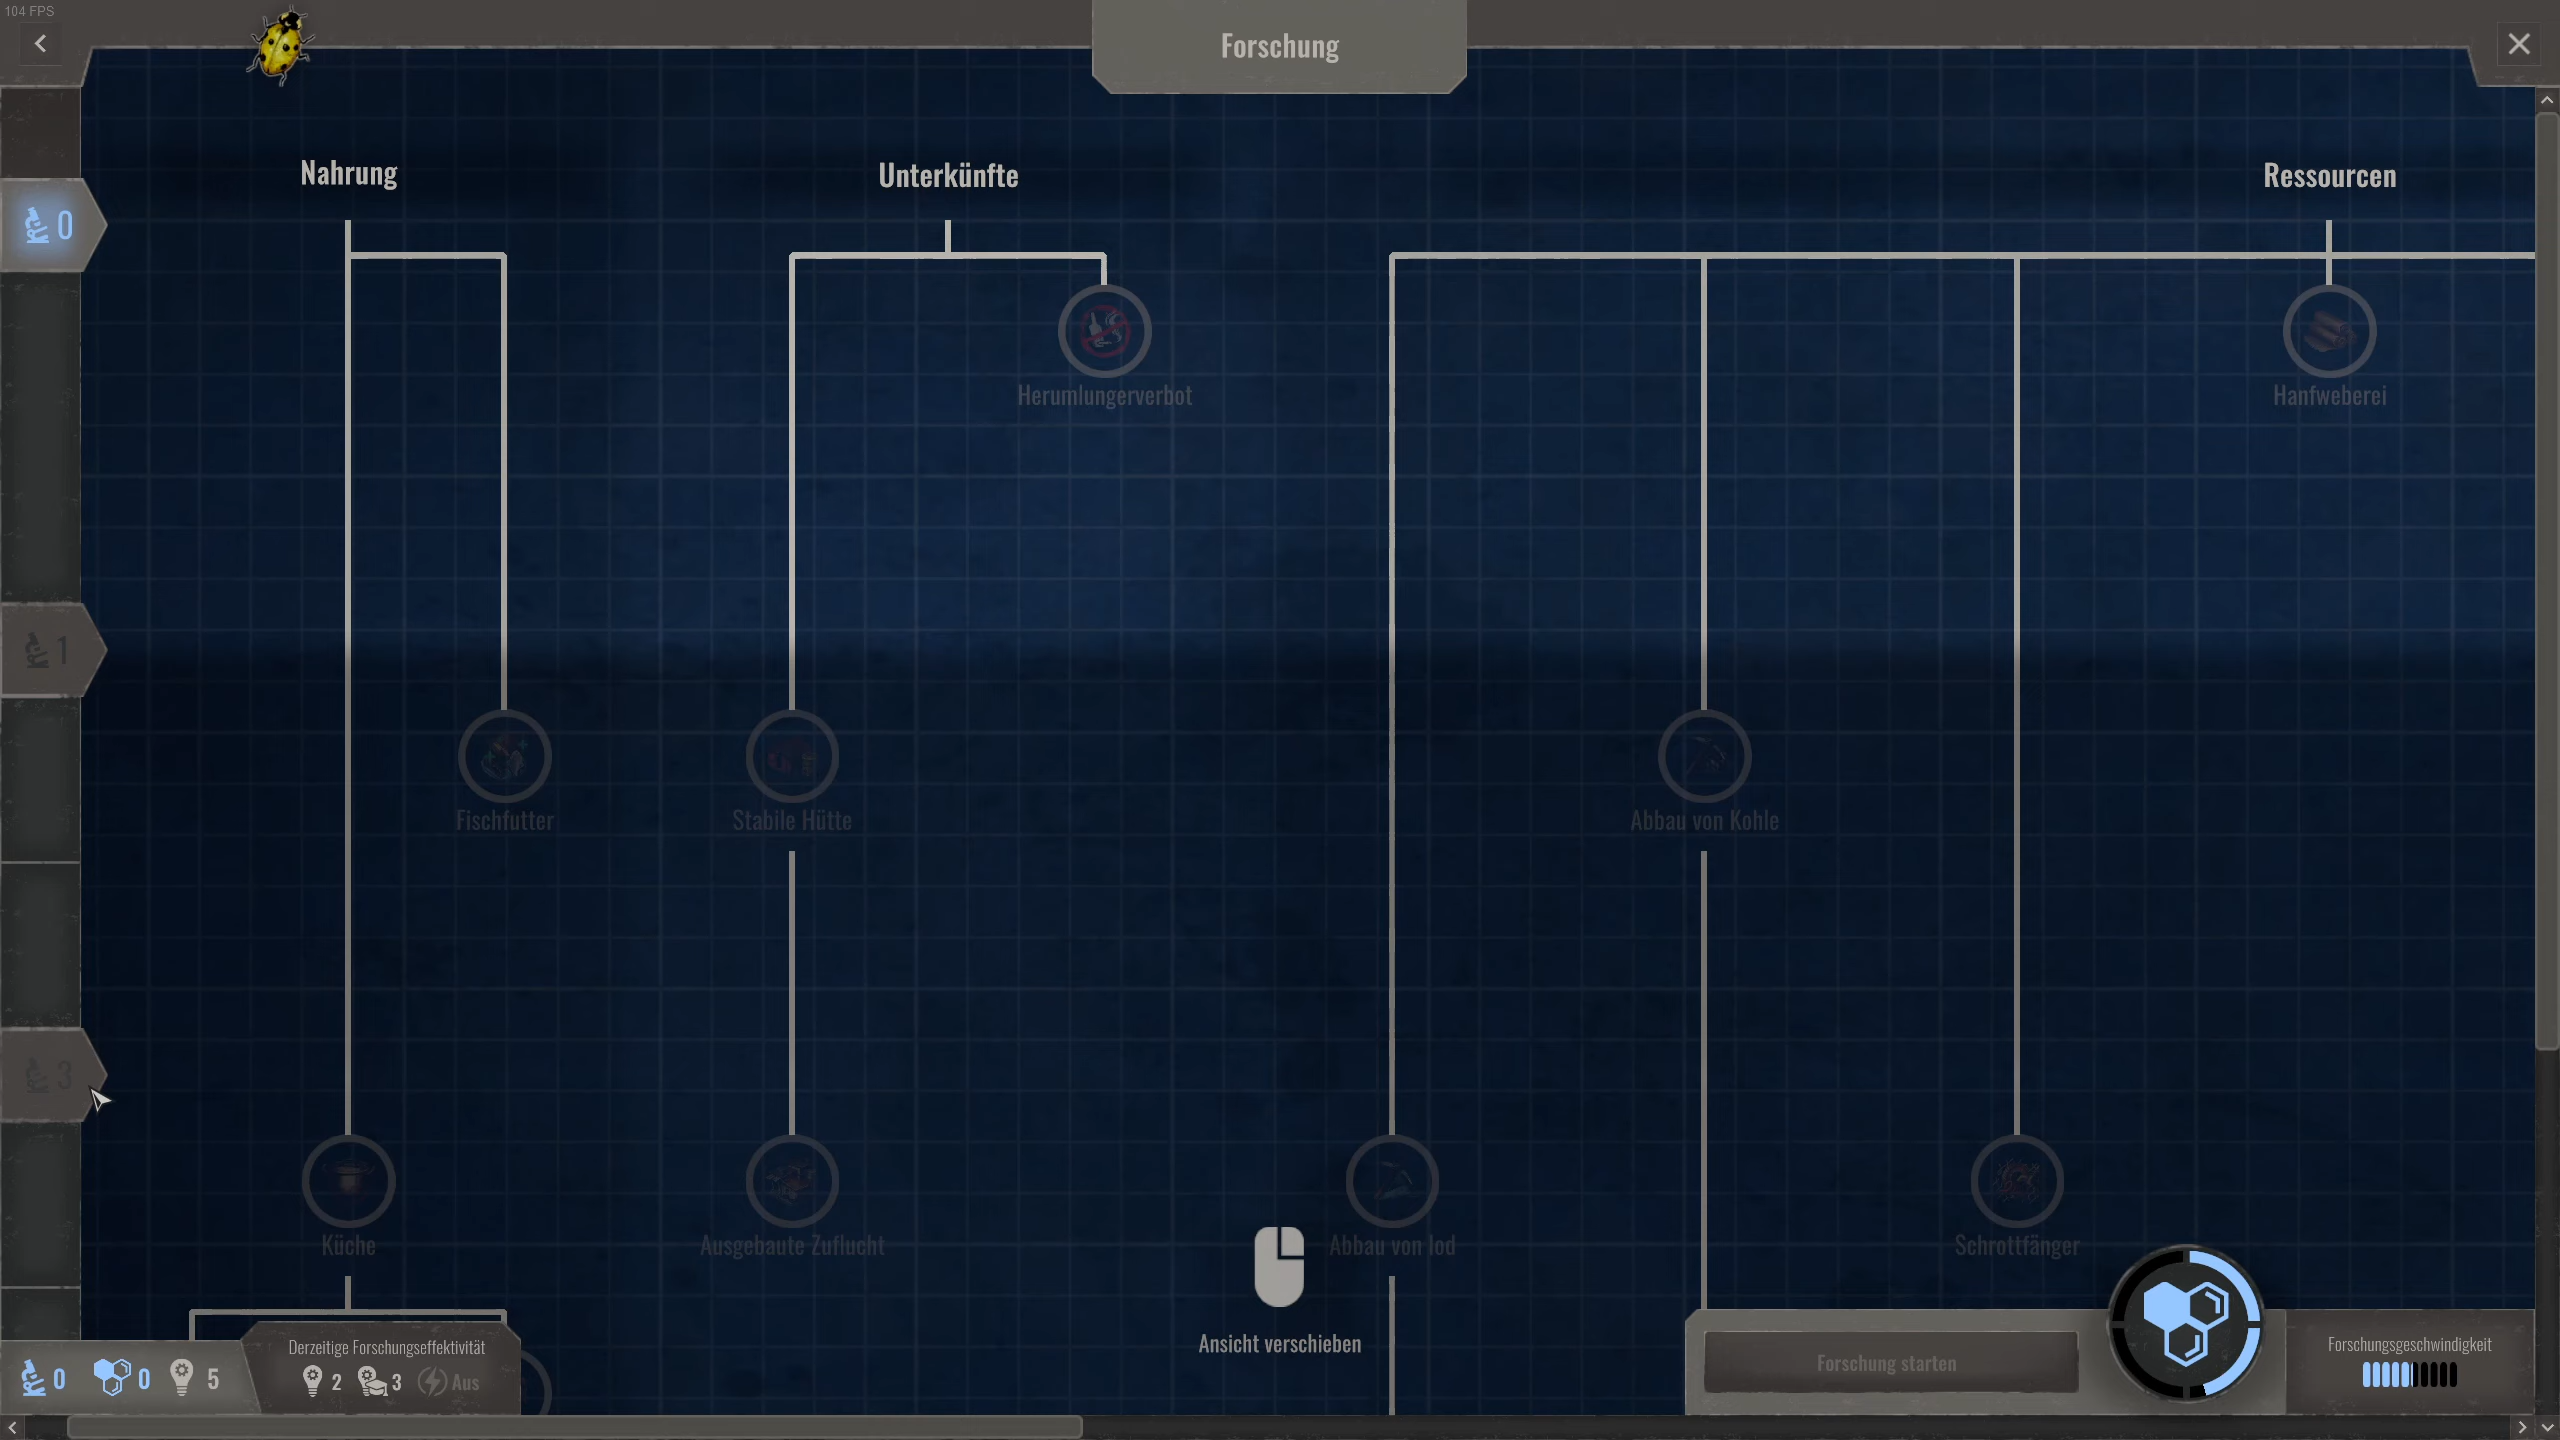 104 FPS
Forschung
Nahrung
Unterkünfte
Ressourcen
0
Herumlungerverbot
Hanfweberei
1
Fischfutter
Stabile Hütte
Abbau von Kohle
3
Küche
Ausgebaute Zuflucht
Abbau von Iod
Schrottfänger
Ansicht verschieben
Derzeitige Forschungseffektivität
0 0 5
2 3 Aus
Forschung starten
Forschungsgeschwindigkeit